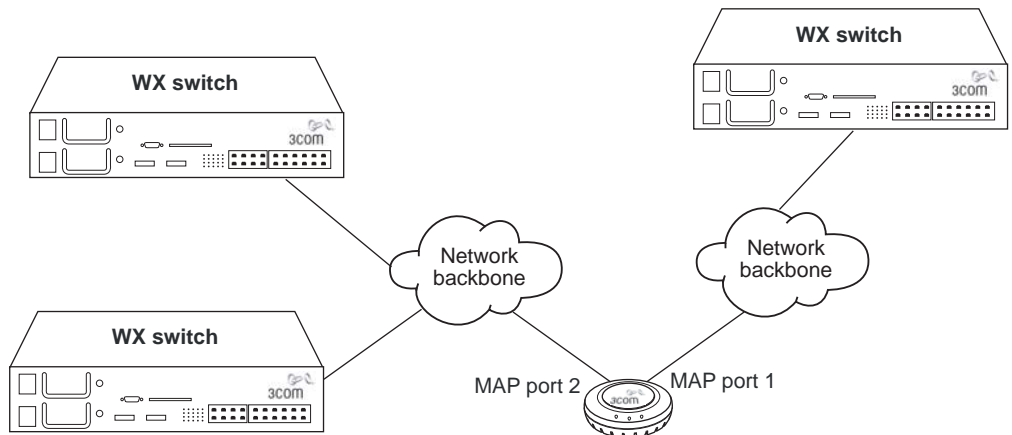 WX switch
3com
WX switch
3com
Network
backbone
Network
backbone
WX switch
3com
MAP port 2
MAP port 1
3com